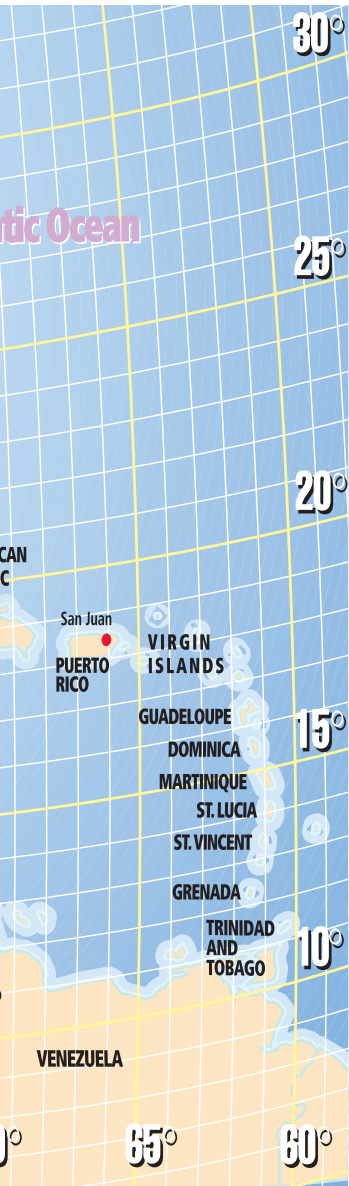 30°
tic Ocean
25°
20°
CAN
C
San Juan
VIRGIN
ISLANDS
PUERTO
RICO
GUADELOUPE
15°
DOMINICA
MARTINIQUE
ST. LUCIA
ST. VINCENT
GRENADA
TRINIDAD
AND
TOBAGO
10°
VENEZUELA
0°
65°
60°